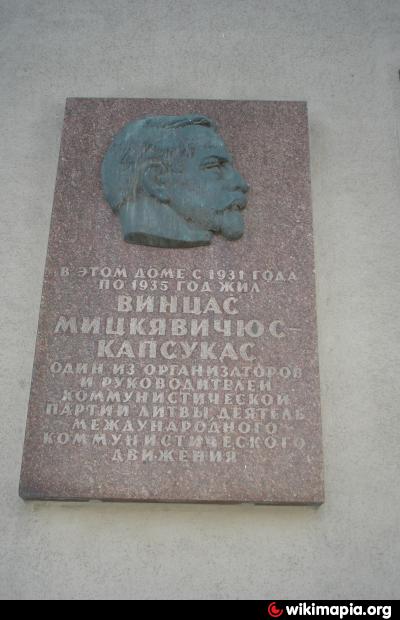 В ЭТОМ ДОМЕ С 1931 ГОДА
ПО 1935 ГОД ЖИЛ
ВИНЦАС
МИЦКЯВИЧЮС-
КАПСУКАС
ОДИН ИЗ ОРГАНИЗАТОРОВ
И РУКОВОДИТЕЛЕЙ
КОММУНИСТИЧЕСКОЙ
ПАРТИИ ЛИТВЫ ДЕЯТЕЛЬ
МЕЖДУНАРОДНОГО
КОММУНИСТИЧЕСКОГО
ДВИЖЕНИЯ
wikimapia.org